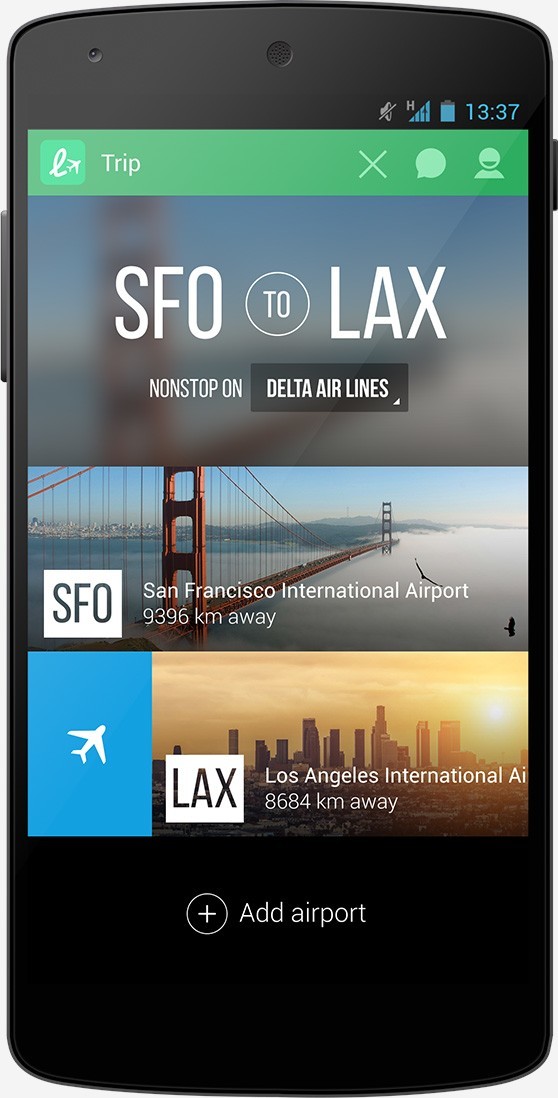 H 13:37
Trip
SFO TO LAX
NONSTOP ON DELTA AIR LINES
SFO
San Francisco International Airport
9396 km away
LAX
Los Angeles International Ai
8684 km away
Add airport